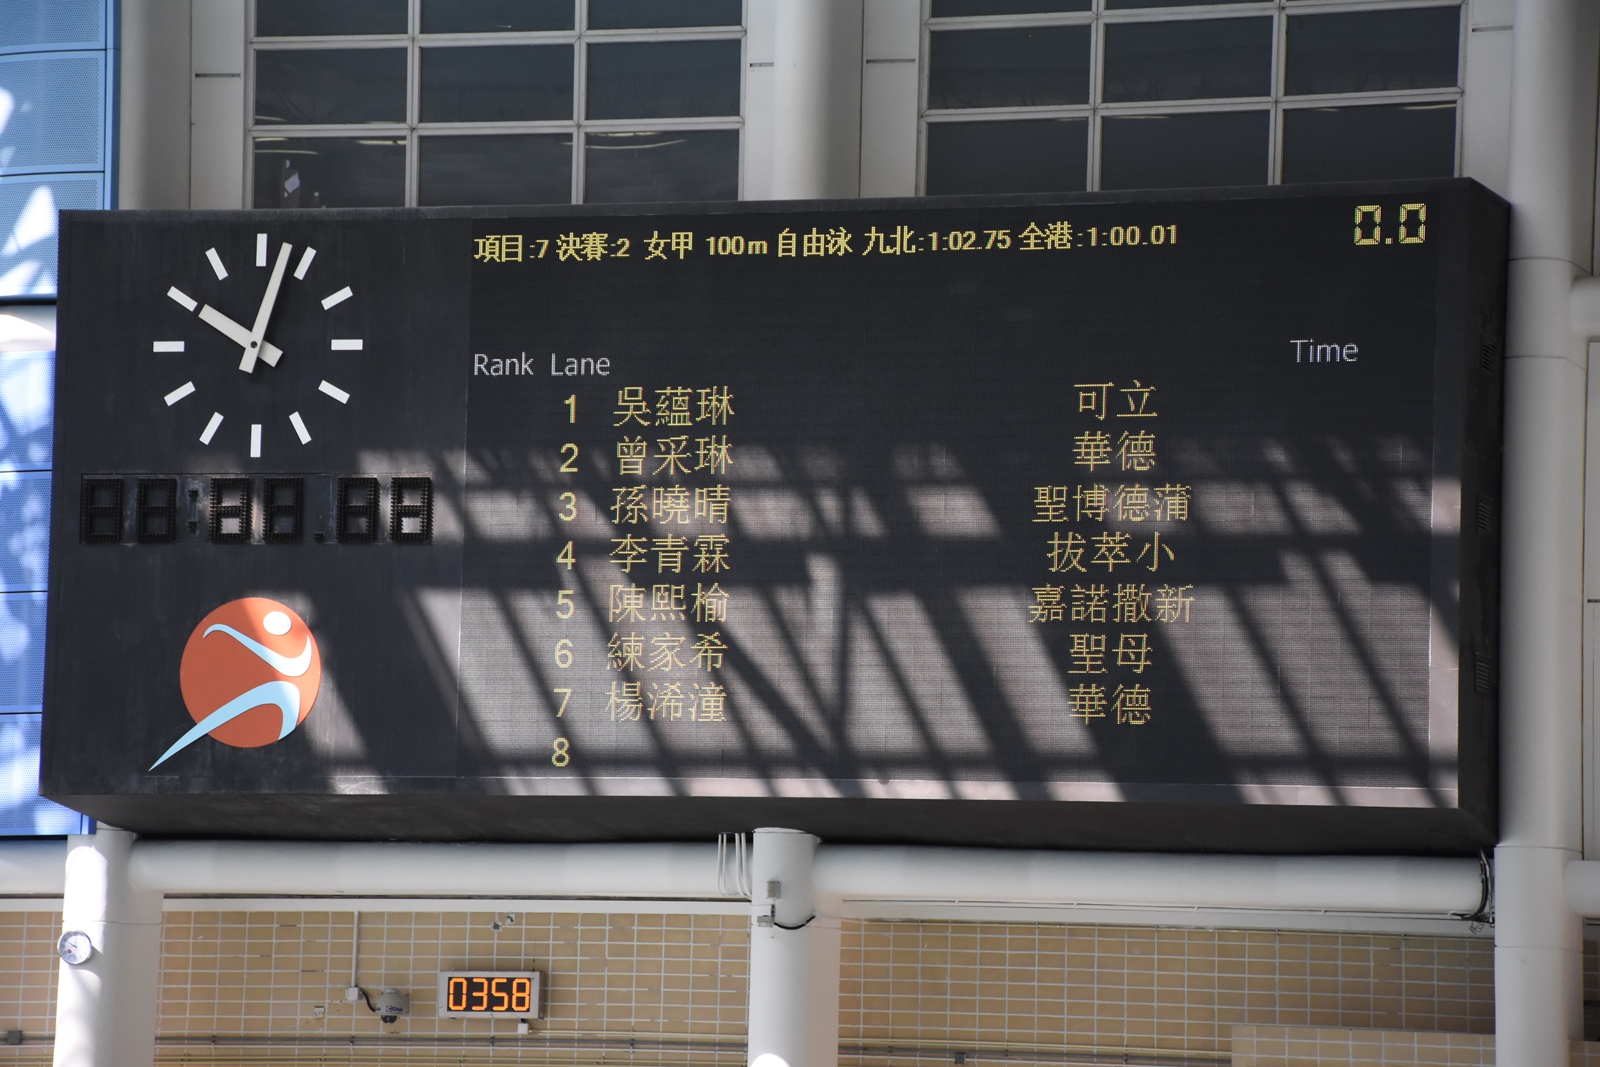 項目:7 決賽:2 女甲 100m 自由泳 九北:1:02.75 全港:1:00.01 0.0
Rank Lane Time
1 吳蘊琳 可立
2 曾采琳 華德
3 孫曉晴 聖博德蒲
4 李青霖 拔萃小
5 陳熙榆 嘉諾撒新
6 練家希 聖母
7 楊浠潼 華德
8
0358